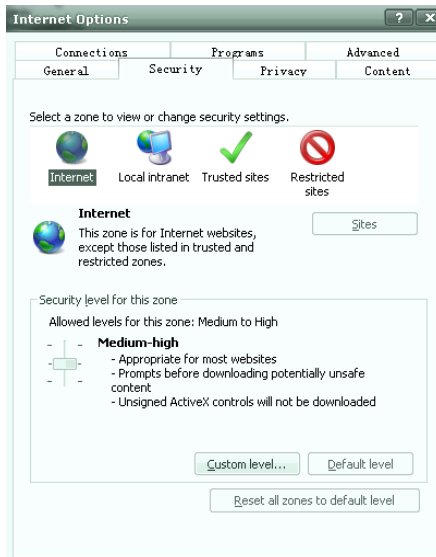 Internet Options
? X
Connections Programs Advanced
General Security Privacy Content
Select a zone to view or change security settings.
Internet Local intranet Trusted sites Restricted
sites
Internet
This zone is for Internet websites,
except those listed in trusted and
restricted zones.
Sites
Security level for this zone
Allowed levels for this zone: Medium to High
Medium-high
- Appropriate for most websites
- Prompts before downloading potentially unsafe
content
- Unsigned ActiveX controls will not be downloaded
Custom level... Default level
Reset all zones to default level